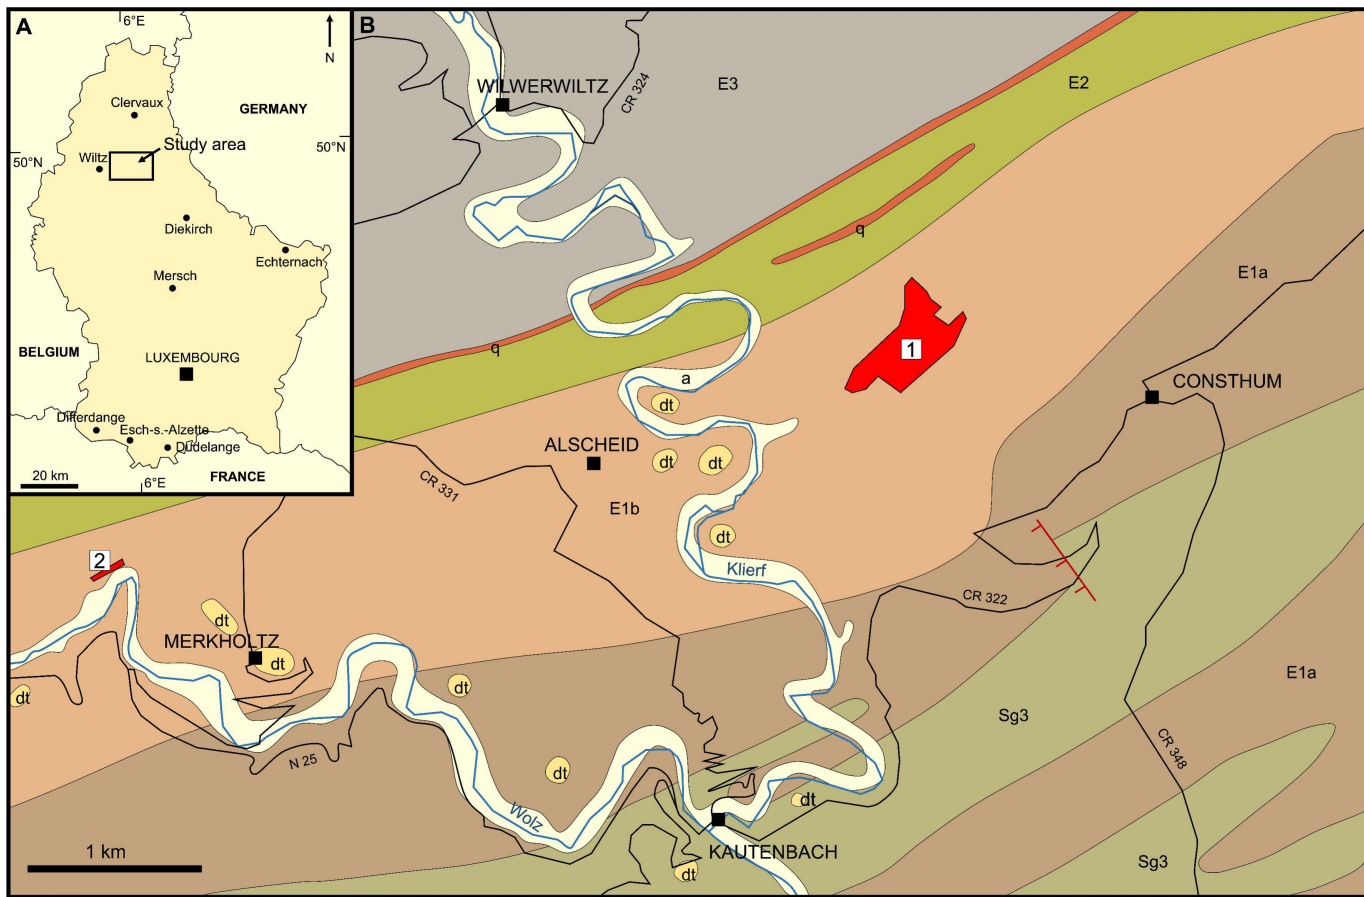 A
6°E
N
Clervaux
GERMANY
50°N
50°N
Study area
Wiltz
Diekirch
Echternach
Mersch
BELGIUM
LUXEMBOURG
Differdange
Esch-s.-Alzette
Dudelange
20 km
FRANCE
6°E
B
WILWERWILTZ
CR 324
E3
E2
q
E1a
q
1
a
CONSTHUM
dt
ALSCHEID
dt
dt
CR 331
E1b
dt
2
Klierf
CR 322
dt
MERKHOLTZ
dt
dt
dt
E1a
Sg3
N 25
CR 348
dt
Wolz
dt
1 km
KAUTENBACH
dt
Sg3